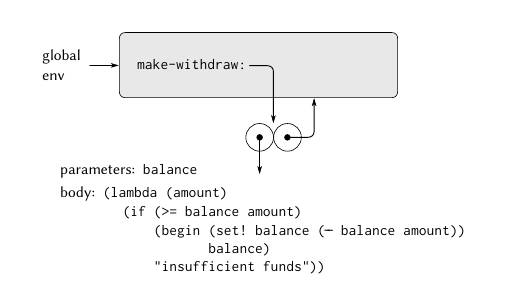 global
env
make-withdraw:
parameters: balance
body: (lambda (amount)
(if (>= balance amount)
(begin (set! balance (- balance amount))
balance)
"insufficient funds"))